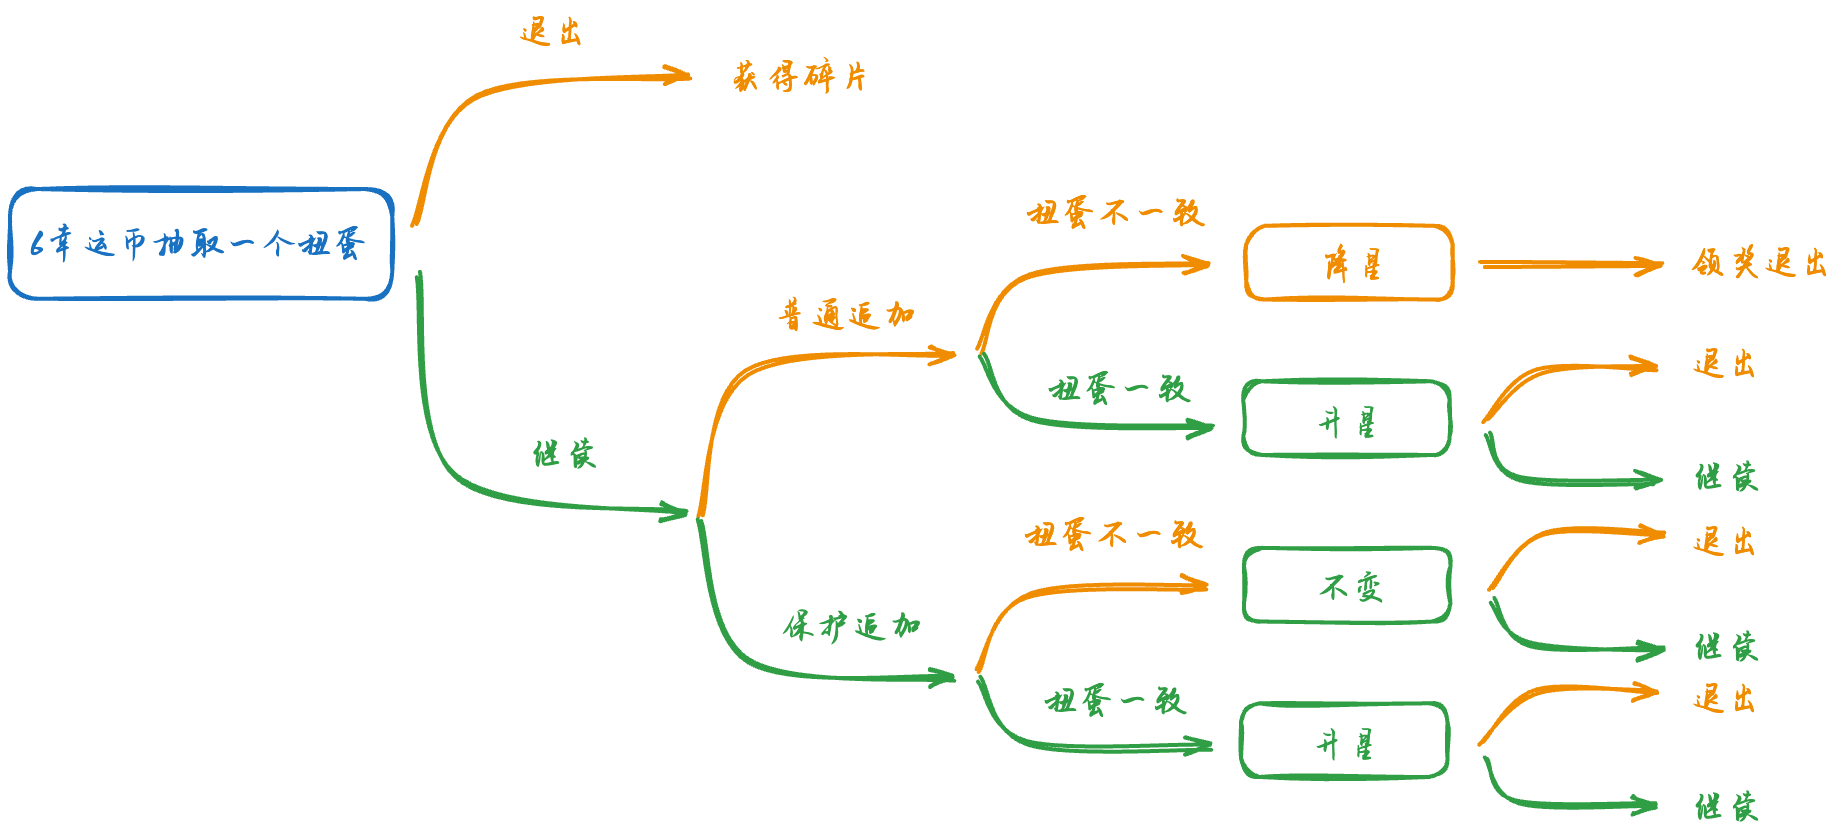 退出
获得碎片
6幸运币抽取一个扭蛋
继续
普通追加
扭蛋不一致
降星
领奖退出
扭蛋一致
升星
退出
继续
保护追加
扭蛋不一致
不变
退出
继续
扭蛋一致
升星
退出
继续